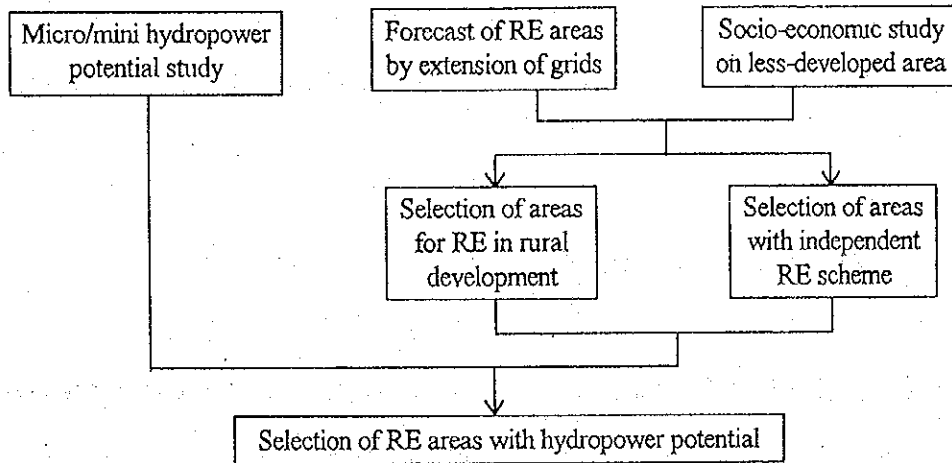 Micro/mini hydropower
potential study
Forecast of RE areas
by extension of grids
Socio-economic study
on less-developed area
Selection of areas
for RE in rural
development
Selection of areas
with independent
RE scheme
Selection of RE areas with hydropower potential